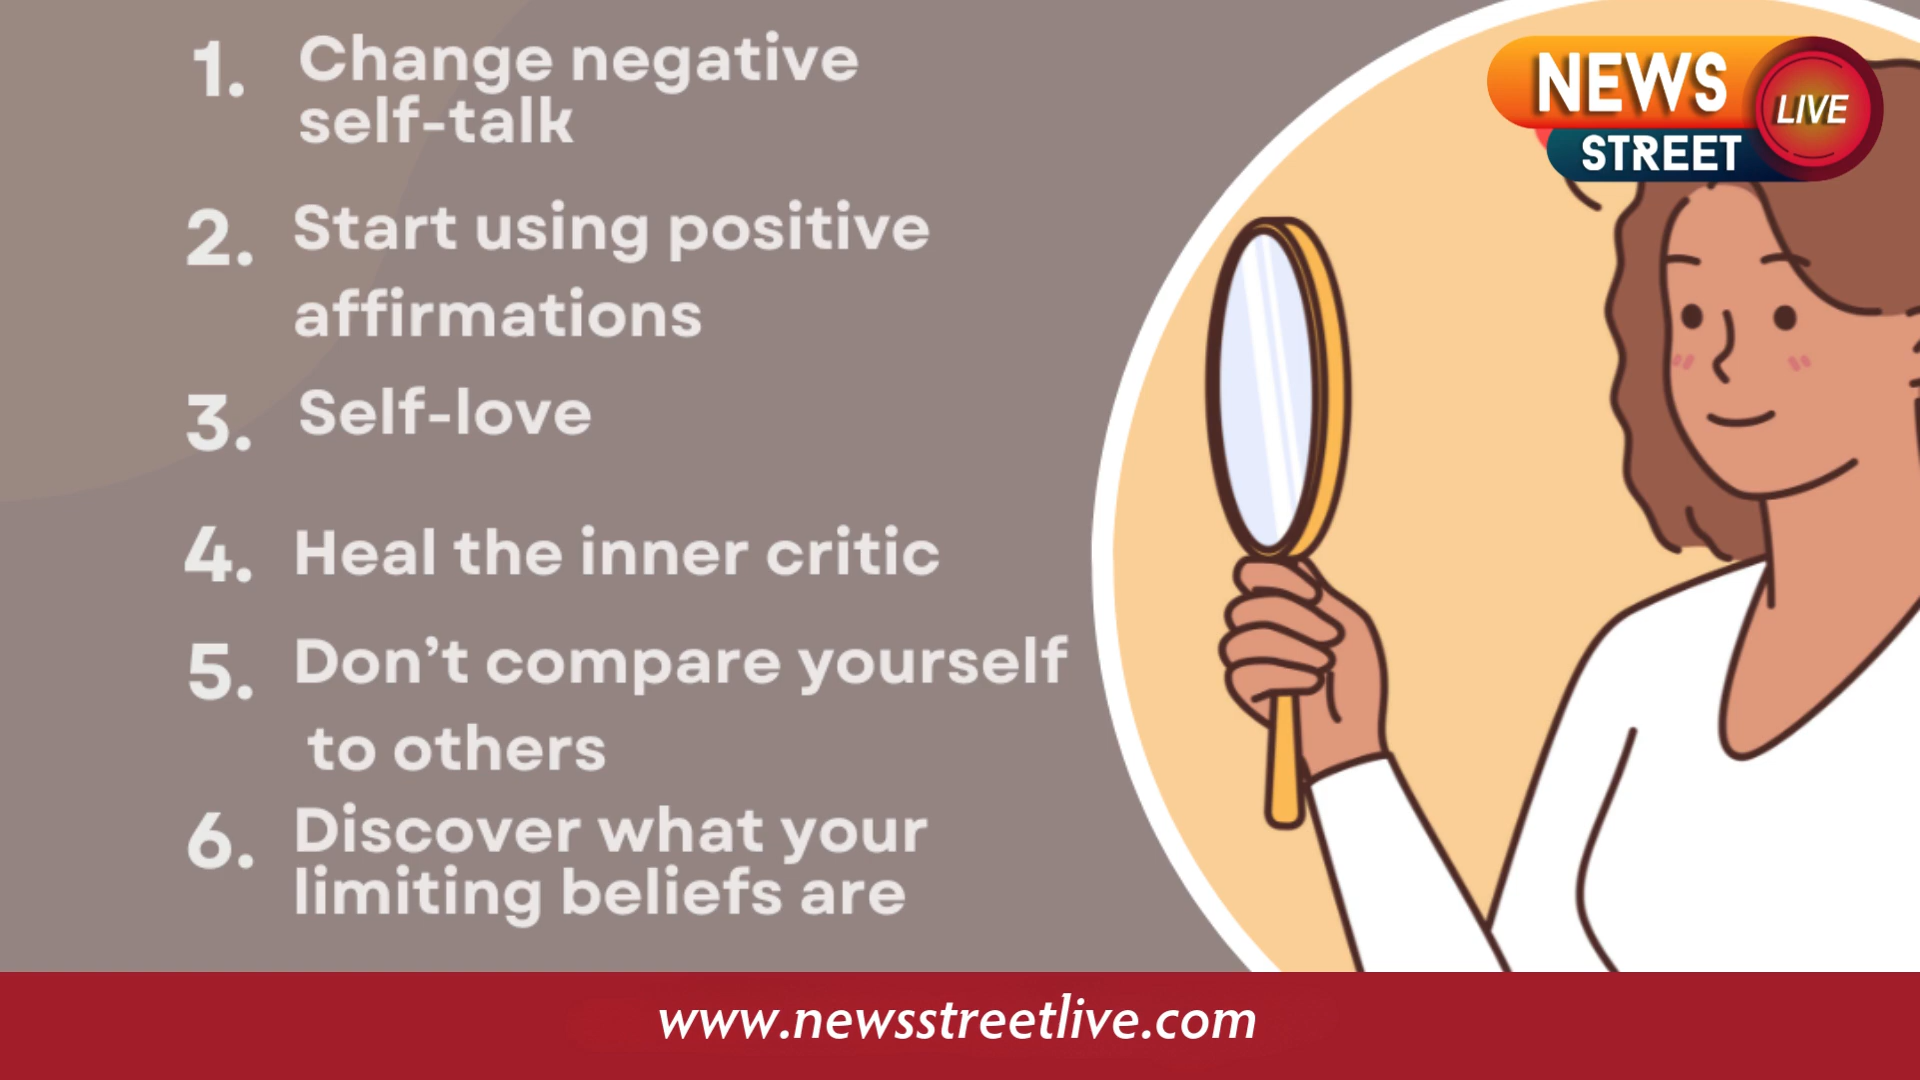 1. Change negative
self-talk
2. Start using positive
affirmations
3. Self-love
4. Heal the inner critic
5. Don’t compare yourself
to others
6. Discover what your
limiting beliefs are
NEWS
LIVE
STREET
www.newsstreetlive.com